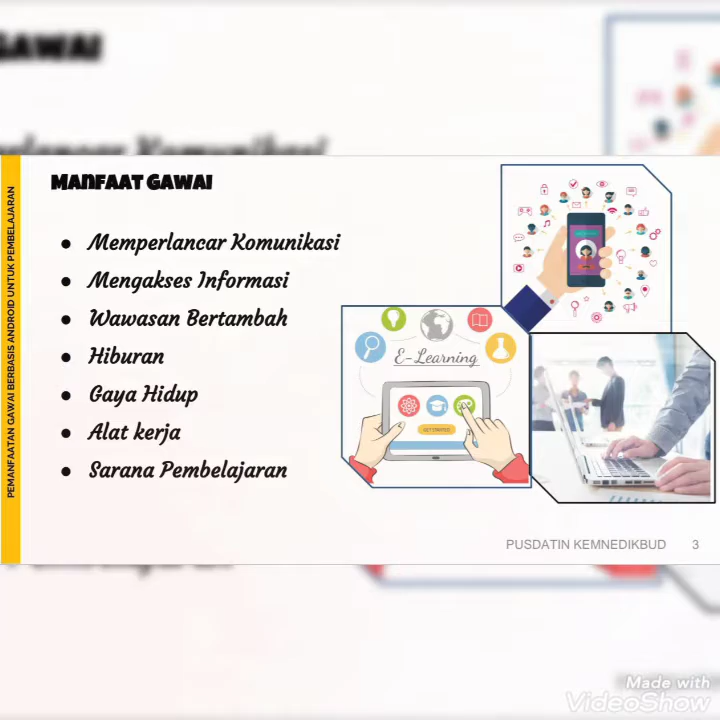 GAWAI
Komunikasi
MANFAAT GAWAI
PEMANFAATAN GAWAI BERBASIS ANDROID UNTUK PEMBELAJARAN
● Memperlancar Komunikasi
● Mengakses Informasi
● Wawasan Bertambah
● Hiburan
● Gaya Hidup
● Alat kerja
● Sarana Pembelajaran
E-Learning
PUSDATIN KEMNEDIKBUD 3
Made with
VideoShow